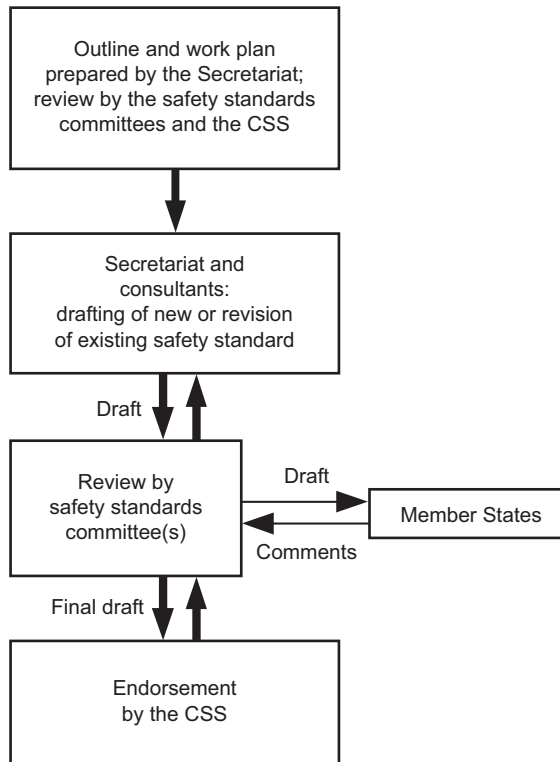 Outline and work plan
prepared by the Secretariat;
review by the safety standards
committees and the CSS
Secretariat and
consultants:
drafting of new or revision
of existing safety standard
Draft
Review by
safety standards
committee(s)
Draft
Member States
Comments
Final draft
Endorsement
by the CSS